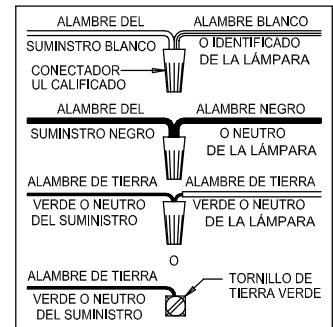 ALAMBRE DEL
SUMINSTRO BLANCO
ALAMBRE BLANCO
O IDENTIFICADO
DE LA LÁMPARA
CONECTADOR
UL CALIFICADO
ALAMBRE DEL
SUMINSTRO NEGRO
ALAMBRE NEGRO
O NEUTRO
DE LA LÁMPARA
ALAMBRE DE TIERRA
VERDE O NEUTRO
DEL SUMINISTRO
ALAMBRE DE TIERRA
VERDE O NEUTRO
DE LA LÁMPARA
O
ALAMBRE DE TIERRA
VERDE O NEUTRO
DEL SUMINISTRO
TORNILLO DE
TIERRA VERDE